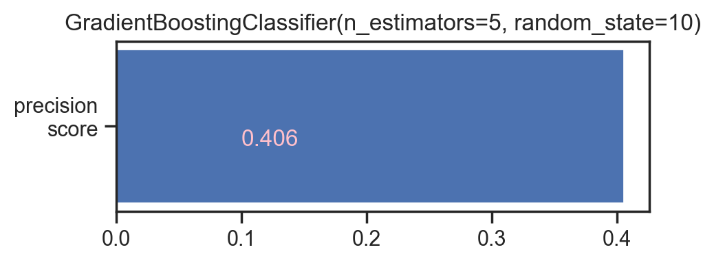 GradientBoostingClassifier(n_estimators=5, random_state=10)
precision
score
0.406
0.0 0.1 0.2 0.3 0.4